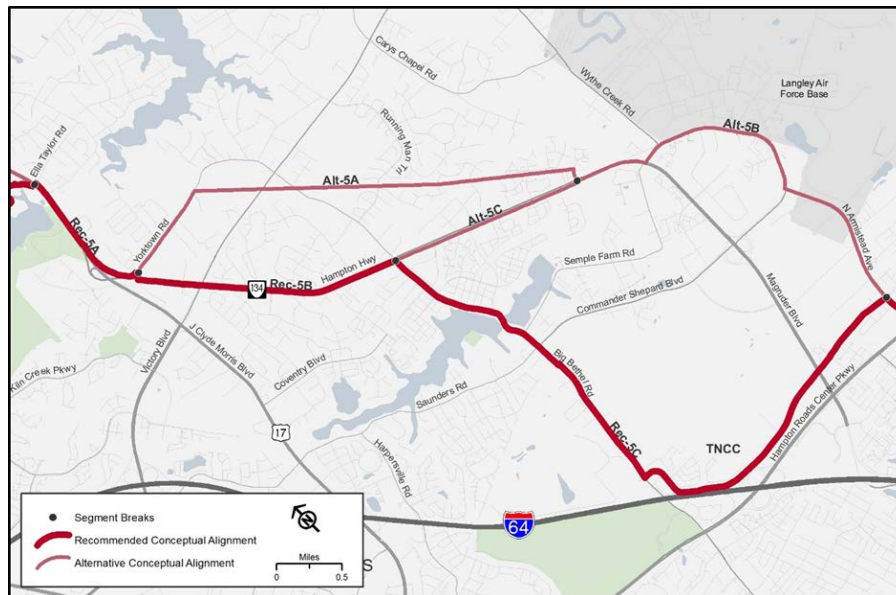 Carys Chapel Rd
Wythe Creek Rd
Langley Air
Force Base
Alt-5B
Running Man Trl
Ella Taylor Rd
Alt-5A
Alt-5C
N Armistead Ave
Rec-5A
Yorktown Rd
Hampton Hwy
134
Rec-5B
Semple Farm Rd
Commander Shepard Blvd
Magruder Blvd
Victory Blvd
J Clyde Morris Blvd
Coventry Blvd
Kiln Creek Pkwy
Saunders Rd
Big Bethel Rd
Rec-5C
Hampton Roads Center Pkwy
TNCC
17
Harpersville Rd
64
Segment Breaks
Recommended Conceptual Alignment
Alternative Conceptual Alignment
N
Miles
0 0.5
S